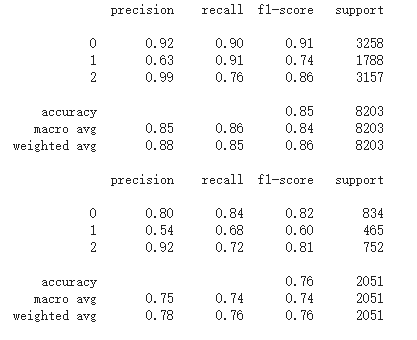 precision recall f1-score support
0 0.92 0.90 0.91 3258
1 0.63 0.91 0.74 1788
2 0.99 0.76 0.86 3157
accuracy 0.85 8203
macro avg 0.85 0.86 0.84 8203
weighted avg 0.88 0.85 0.86 8203
precision recall f1-score support
0 0.80 0.84 0.82 834
1 0.54 0.68 0.60 465
2 0.92 0.72 0.81 752
accuracy 0.76 2051
macro avg 0.75 0.74 0.74 2051
weighted avg 0.78 0.76 0.76 2051